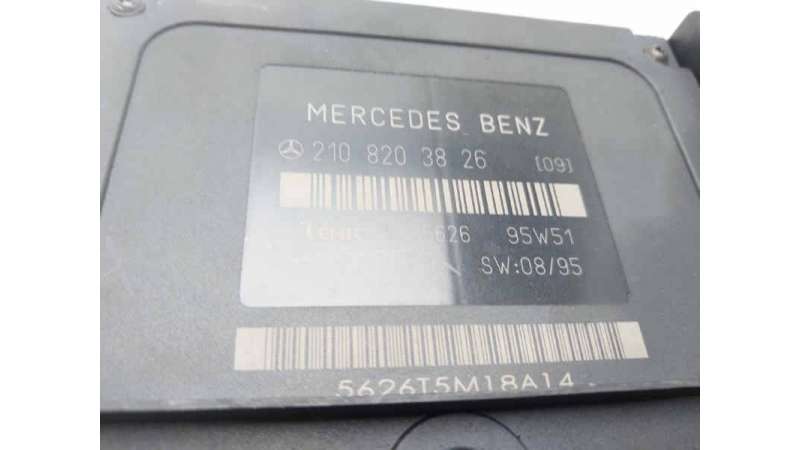 MERCEDES BENZ
210 820 38 26 [09]
5626 95W51
SW:08/95
5626T5M18A14